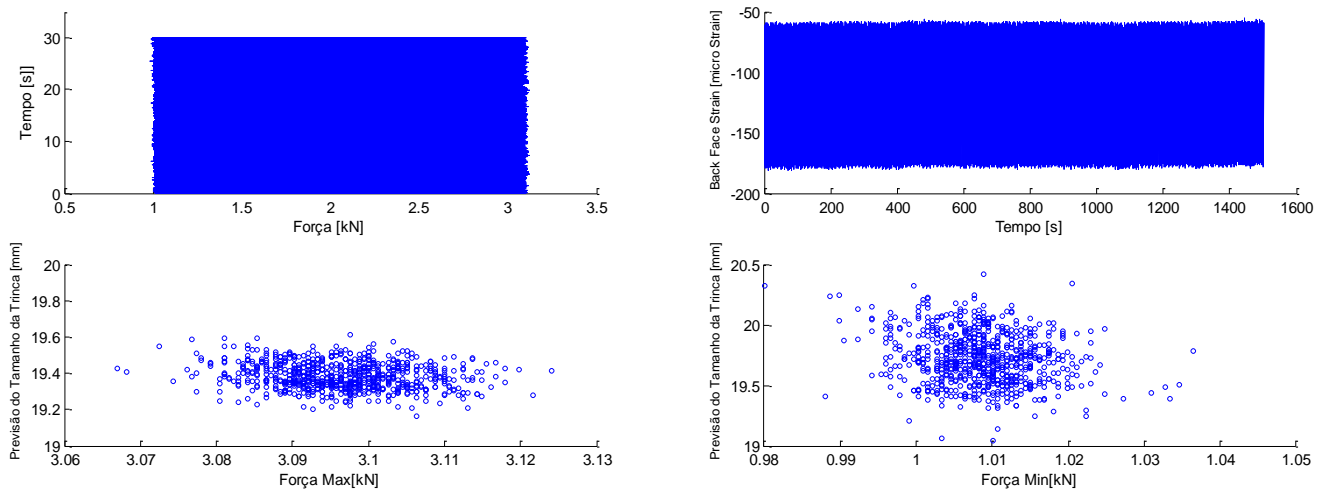 30
20
10
0
Tempo [s]]
0.5 1 1.5 2 2.5 3 3.5
Força [kN]
-50
-100
-150
-200
Back Face Strain [micro Strain]
0 200 400 600 800 1000 1200 1400 1600
Tempo [s]
20
19.8
19.6
19.4
19.2
19
Previsão do Tamanho da Trinca [mm]
3.06 3.07 3.08 3.09 3.1 3.11 3.12 3.13
Força Max[kN]
20.5
20
19.5
19
Previsão do Tamanho da Trinca [mm]
0.98 0.99 1 1.01 1.02 1.03 1.04 1.05
Força Min[kN]